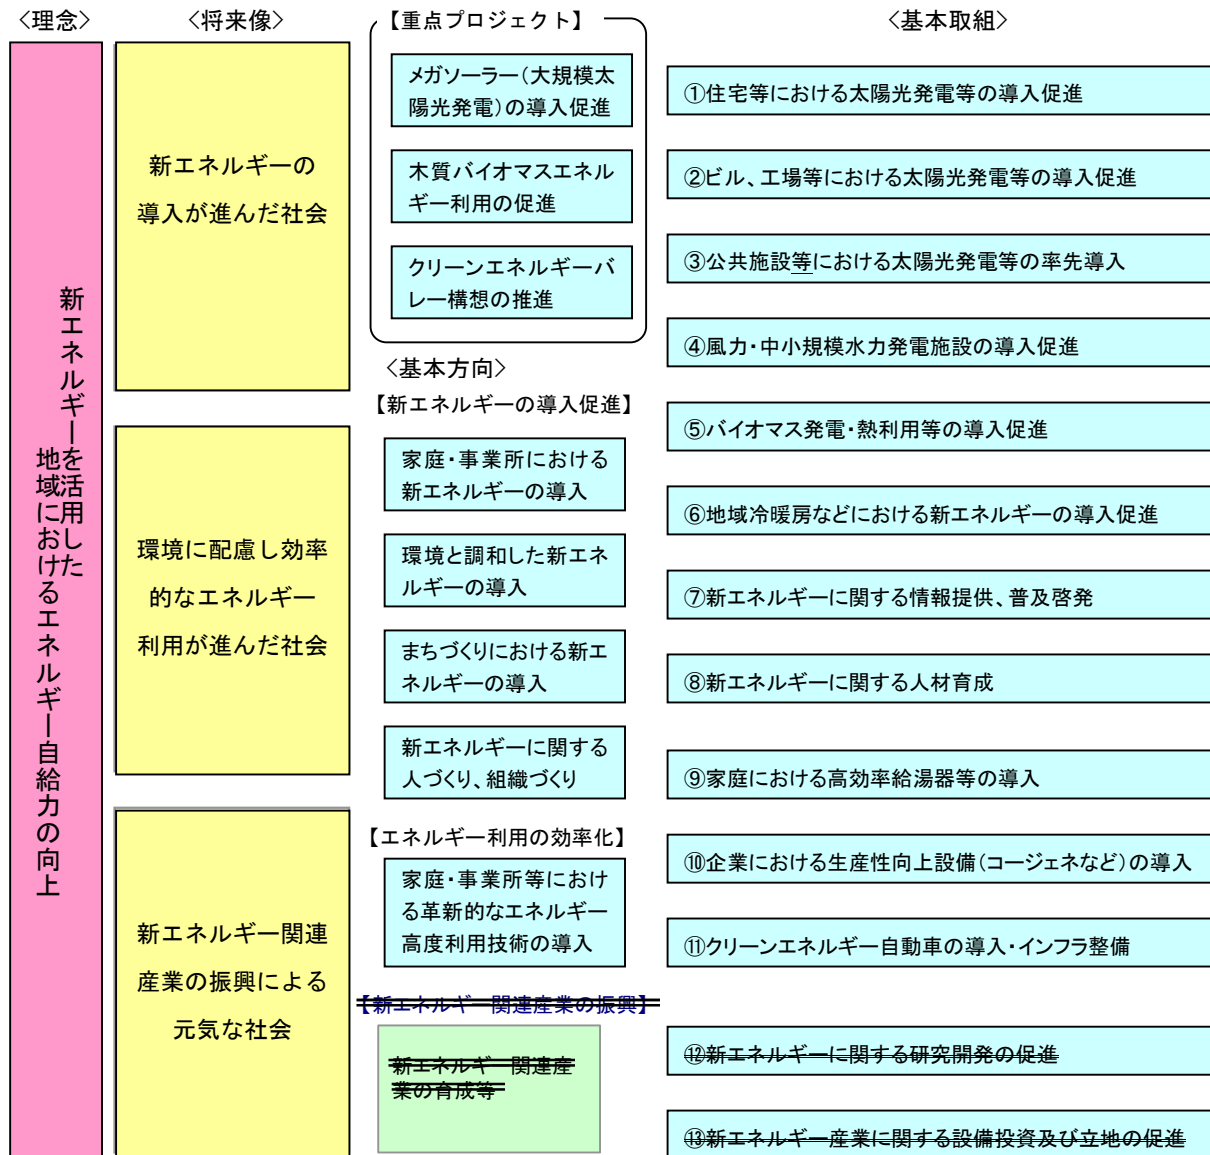 〈理念〉
新エネルギーを活用した
地域におけるエネルギー自給力の向上
〈将来像〉
新エネルギーの
導入が進んだ社会
環境に配慮し効率
的なエネルギー
利用が進んだ社会
新エネルギー関連
産業の振興による
元気な社会
【重点プロジェクト】
メガソーラー（大規模太
陽光発電）の導入促進
木質バイオマスエネル
ギー利用の促進
クリーンエネルギーバ
レー構想の推進
〈基本方向〉
【新エネルギーの導入促進】
家庭・事業所における
新エネルギーの導入
環境と調和した新エネ
ルギーの導入
まちづくりにおける新エ
ネルギーの導入
新エネルギーに関する
人づくり、組織づくり
【エネルギー利用の効率化】
家庭・事業所等におけ
る革新的なエネルギー
高度利用技術の導入
【新エネルギー関連産業の振興】
新エネルギー関連産
業の育成等
〈基本取組〉
①住宅等における太陽光発電等の導入促進
②ビル、工場等における太陽光発電等の導入促進
③公共施設等における太陽光発電等の率先導入
④風力・中小規模水力発電施設の導入促進
⑤バイオマス発電・熱利用等の導入促進
⑥地域冷暖房などにおける新エネルギーの導入促進
⑦新エネルギーに関する情報提供、普及啓発
⑧新エネルギーに関する人材育成
⑨家庭における高効率給湯器等の導入
⑩企業における生産性向上設備（コージェネなど）の導入
⑪クリーンエネルギー自動車の導入・インフラ整備
⑫新エネルギーに関する研究開発の促進
⑬新エネルギー産業に関する設備投資及び立地の促進